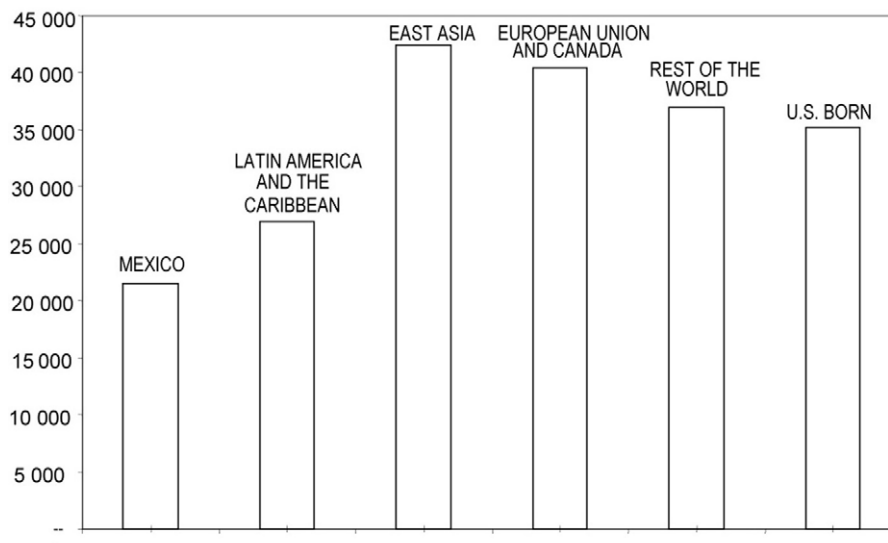 45 000
40 000
35 000
30 000
25 000
20 000
15 000
10 000
5 000
--
MEXICO
LATIN AMERICA
AND THE
CARIBBEAN
EAST ASIA
EUROPEAN UNION
AND CANADA
REST OF THE
WORLD
U.S. BORN